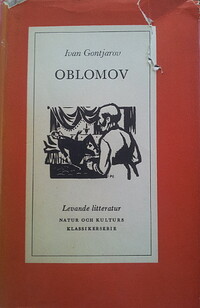 Ivan Gontjarov
OBLOMOV
Levande litteratur
NATUR OCH KULTURS
KLASSIKERSERIE